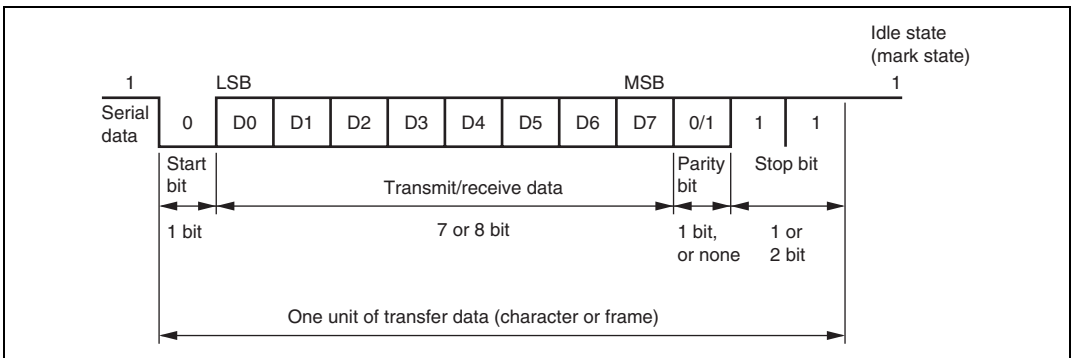 Idle state
(mark state)
1 LSB MSB 1
Serial
data
0 D0 D1 D2 D3 D4 D5 D6 D7 0/1 1 1
Start
bit
Transmit/receive data
Parity
bit
Stop bit
1 bit
7 or 8 bit
1 bit,
or none
1 or
2 bit
One unit of transfer data (character or frame)